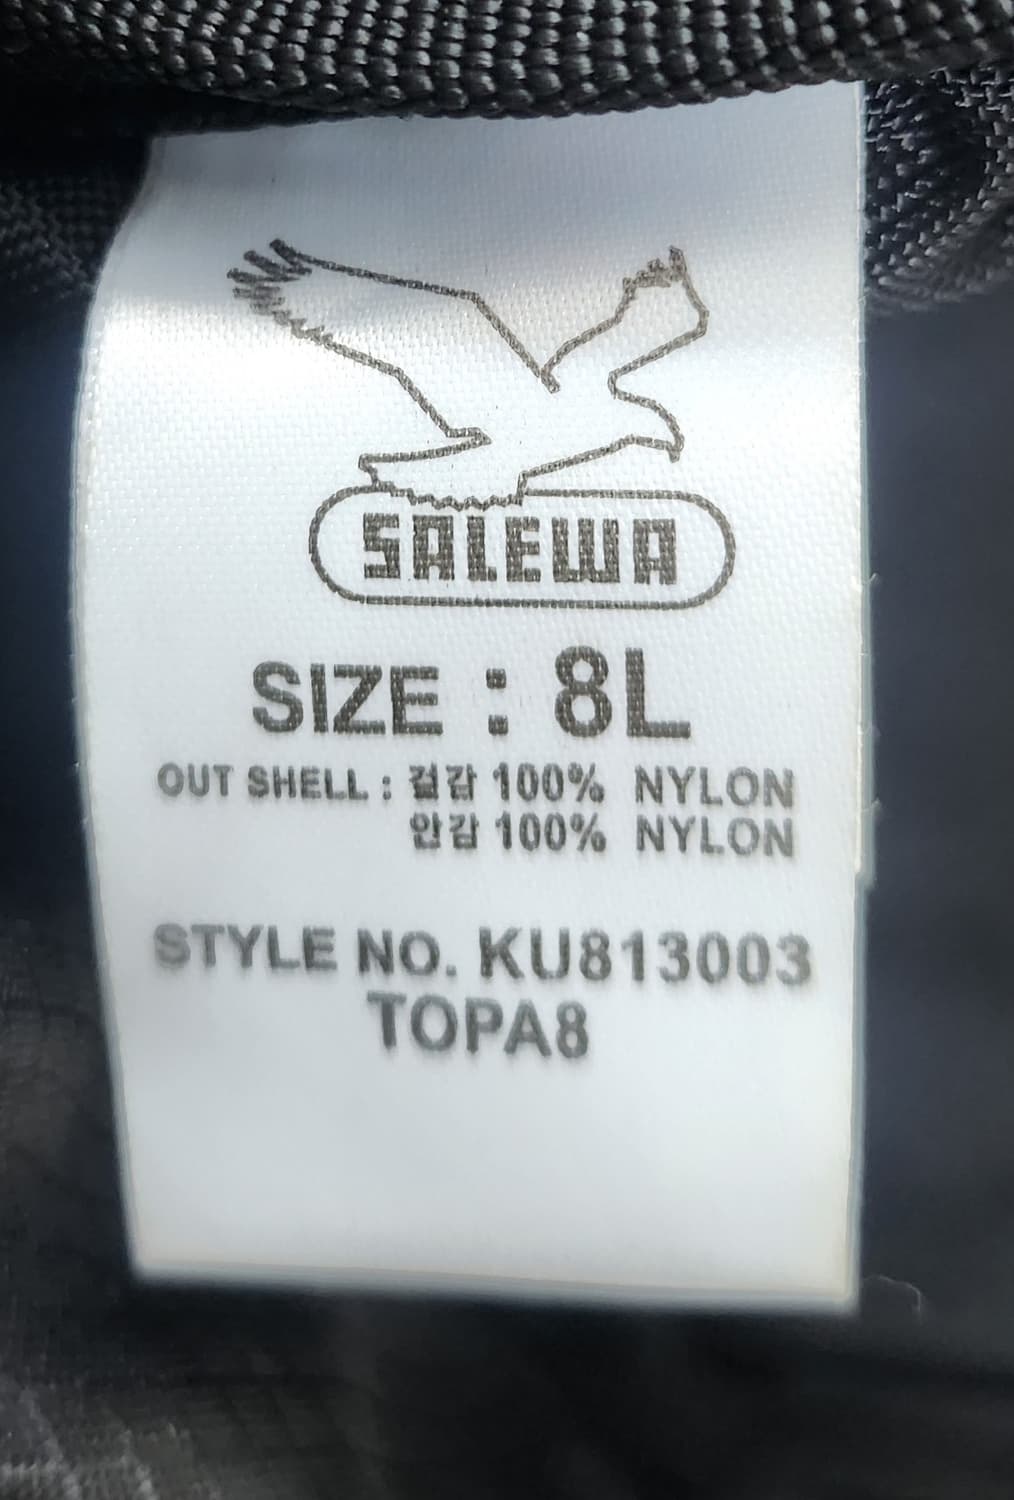 SALEWA
SIZE : 8L
OUT SHELL : 겉감 100% NYLON
안감 100% NYLON
STYLE NO. KU813003
TOPA8